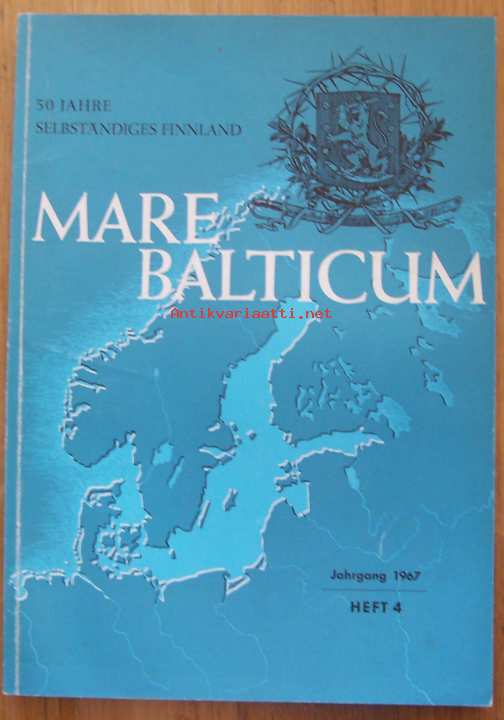 50 JAHRE
SELBSTÄNDIGES FINNLAND
MARE
BALTICUM
Antikvariaatti.net
Jahrgang 1967
HEFT 4